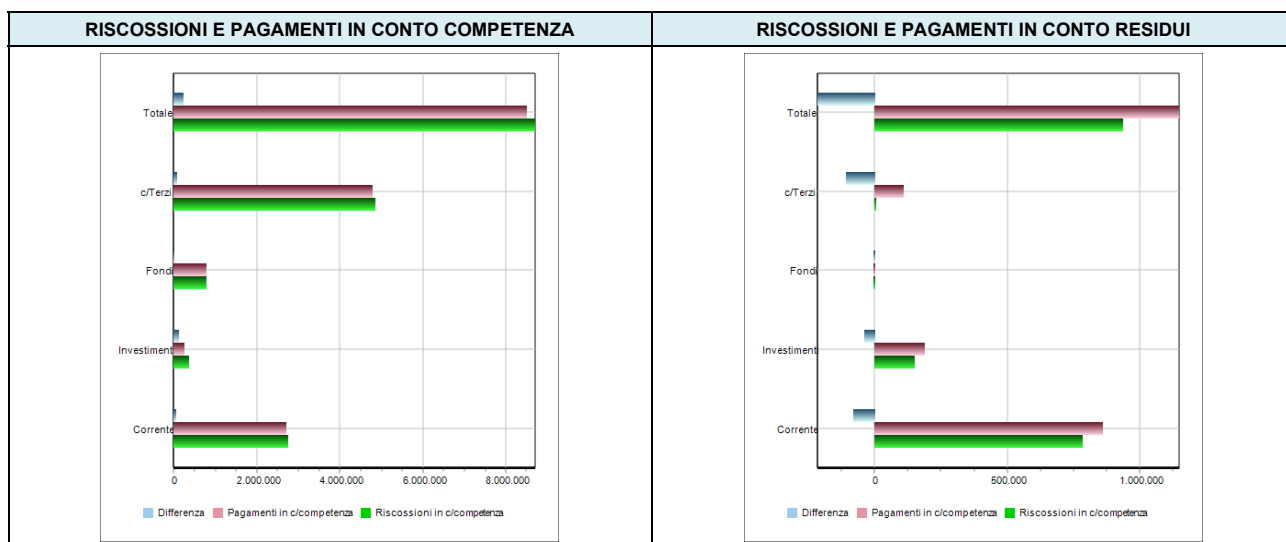 RISCOSSIONI E PAGAMENTI IN CONTO COMPETENZA
RISCOSSIONI E PAGAMENTI IN CONTO RESIDUI
Totale
c/Terzi
Fondi
Investiment
Corrente
0 2.000.000 4.000.000 6.000.000 8.000.000
Differenza Pagamenti in c/competenza Riscossioni in c/competenza
Totale
c/Terzi
Fondi
Investiment
Corrente
0 500.000 1.000.000
Differenza Pagamenti in c/competenza Riscossioni in c/competenza